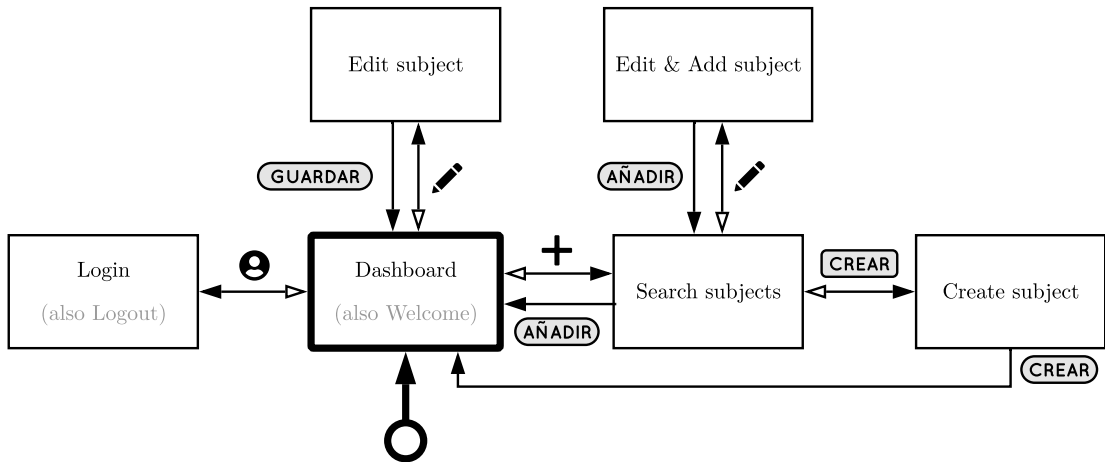 Edit subject
Edit & Add subject
GUARDAR
AÑADIR
Login
(also Logout)
Dashboard
(also Welcome)
Search subjects
CREAR
Create subject
AÑADIR
CREAR